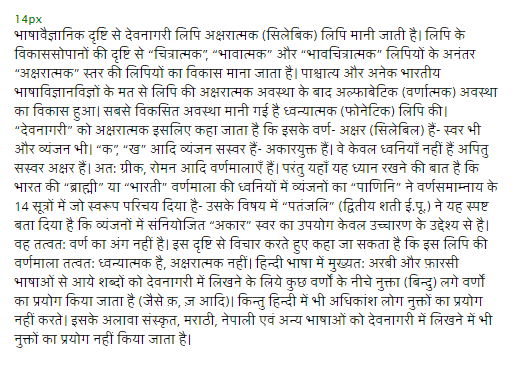 14px
भाषावैज्ञानिक दृष्टि से देवनागरी लिपि अक्षरात्मक (सिलेबिक) लिपि मानी जाती है। लिपि के
विकाससोपानों की दृष्टि से “चित्रात्मक”, “भावात्मक” और “भावचित्रात्मक” लिपियों के अनंतर
“अक्षरात्मक” स्तर की लिपियों का विकास माना जाता है। पाश्चात्य और अनेक भारतीय
भाषाविज्ञानविज्ञों के मत से लिपि की अक्षरात्मक अवस्था के बाद अल्फाबेटिक (वर्णात्मक) अवस्था
का विकास हुआ। सबसे विकसित अवस्था मानी गई है ध्वन्यात्मक (फोनेटिक) लिपि की।
“देवनागरी” को अक्षरात्मक इसलिए कहा जाता है कि इसके वर्ण- अक्षर (सिलेबिल) हैं- स्वर भी
और व्यंजन भी। “क”, “ख” आदि व्यंजन सस्वर हैं- अकारयुक्त हैं। वे केवल ध्वनियाँ नहीं हैं अपितु
सस्वर अक्षर हैं। अत: ग्रीक, रोमन आदि वर्णमालाएँ हैं। परंतु यहाँ यह ध्यान रखने की बात है कि
भारत की “ब्राह्मी” या “भारती” वर्णमाला की ध्वनियों में व्यंजनों का “पाणिनि” ने वर्णसमाम्नाय के
14 सूत्रों में जो स्वरूप परिचय दिया है- उसके विषय में “पतंजलि” (द्वितीय शती ई.पू.) ने यह स्पष्ट
बता दिया है कि व्यंजनों में संनियोजित “अकार” स्वर का उपयोग केवल उच्चारण के उद्देश्य से है।
वह तत्वत: वर्ण का अंग नहीं है। इस दृष्टि से विचार करते हुए कहा जा सकता है कि इस लिपि की
वर्णमाला तत्वत: ध्वन्यात्मक है, अक्षरात्मक नहीं। हिन्दी भाषा में मुख्यत: अरबी और फ़ारसी
भाषाओं से आये शब्दों को देवनागरी में लिखने के लिये कुछ वर्णो के नीचे नुक्ता (बिन्दु) लगे वर्णो
का प्रयोग किया जाता है (जैसे क़, ज़ आदि)। किन्तु हिन्दी में भी अधिकांश लोग नुक्तों का प्रयोग
नहीं करते। इसके अलावा संस्कृत, मराठी, नेपाली एवं अन्य भाषाओं को देवनागरी में लिखने में भी
नुक्तों का प्रयोग नहीं किया जाता है।